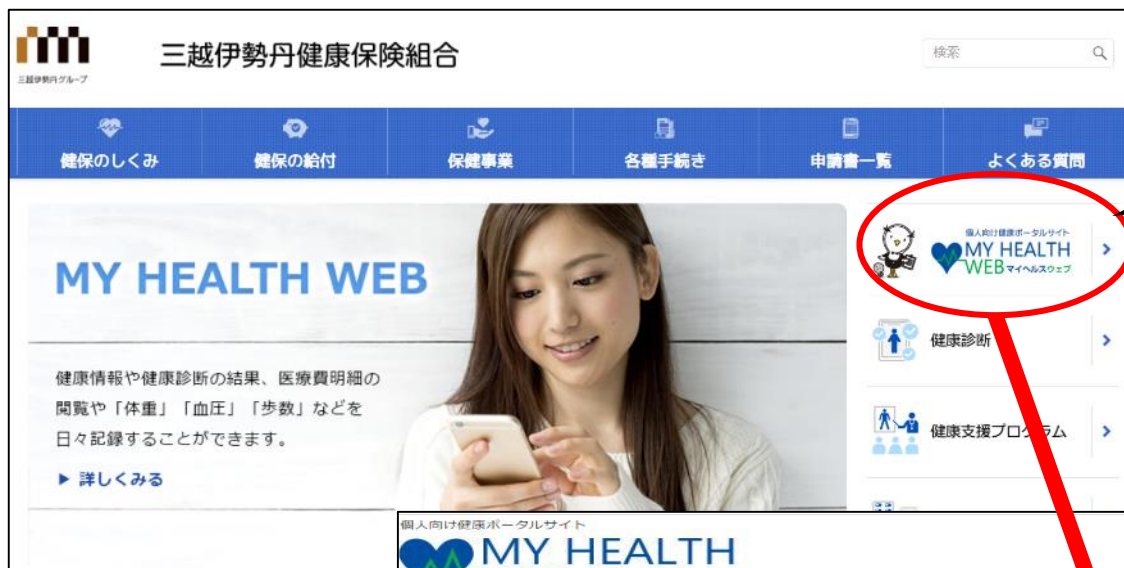 三越伊勢丹グループ
三越伊勢丹健康保険組合
検索
健保のしくみ
健保の給付
保健事業
各種手続き
申請書一覧
よくある質問
MY HEALTH WEB
健康情報や健康診断の結果、医療費明細の
閲覧や「体重」「血圧」「歩数」などを
日々記録することができます。
▶ 詳しくみる
個人向け健康ポータルサイト
MY HEALTH
WEB マイヘルスウェブ
健康診断
健康支援プログラム
個人向け健康ポータルサイト
MY HEALTH